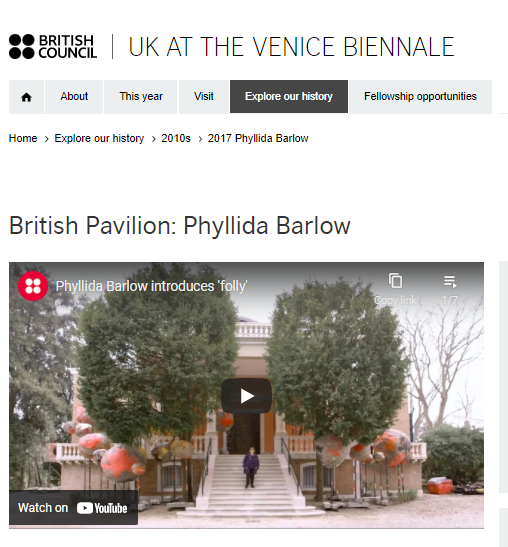 BRITISH
COUNCIL
UK AT THE VENICE BIENNALE
About
This year
Visit
Explore our history
Fellowship opportunities
Home > Explore our history > 2010s > 2017 Phyllida Barlow
British Pavilion: Phyllida Barlow
Phyllida Barlow introduces 'folly'
Copy link
1/7
Watch on YouTube